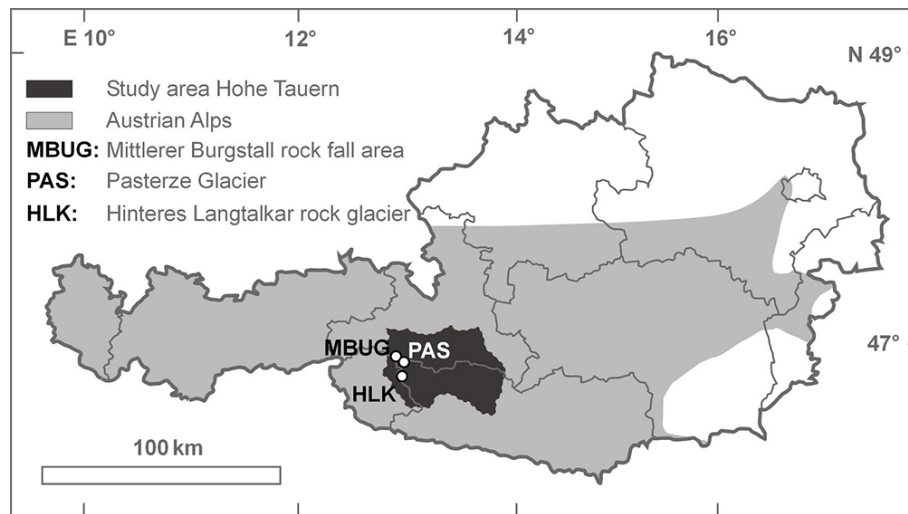 E 10° 12° 14° 16° N 49°
Study area Hohe Tauern
Austrian Alps
MBUG: Mittlerer Burgstall rock fall area
PAS: Pasterze Glacier
HLK: Hinteres Langtalkar rock glacier
MBUG PAS
47°
HLK
100 km